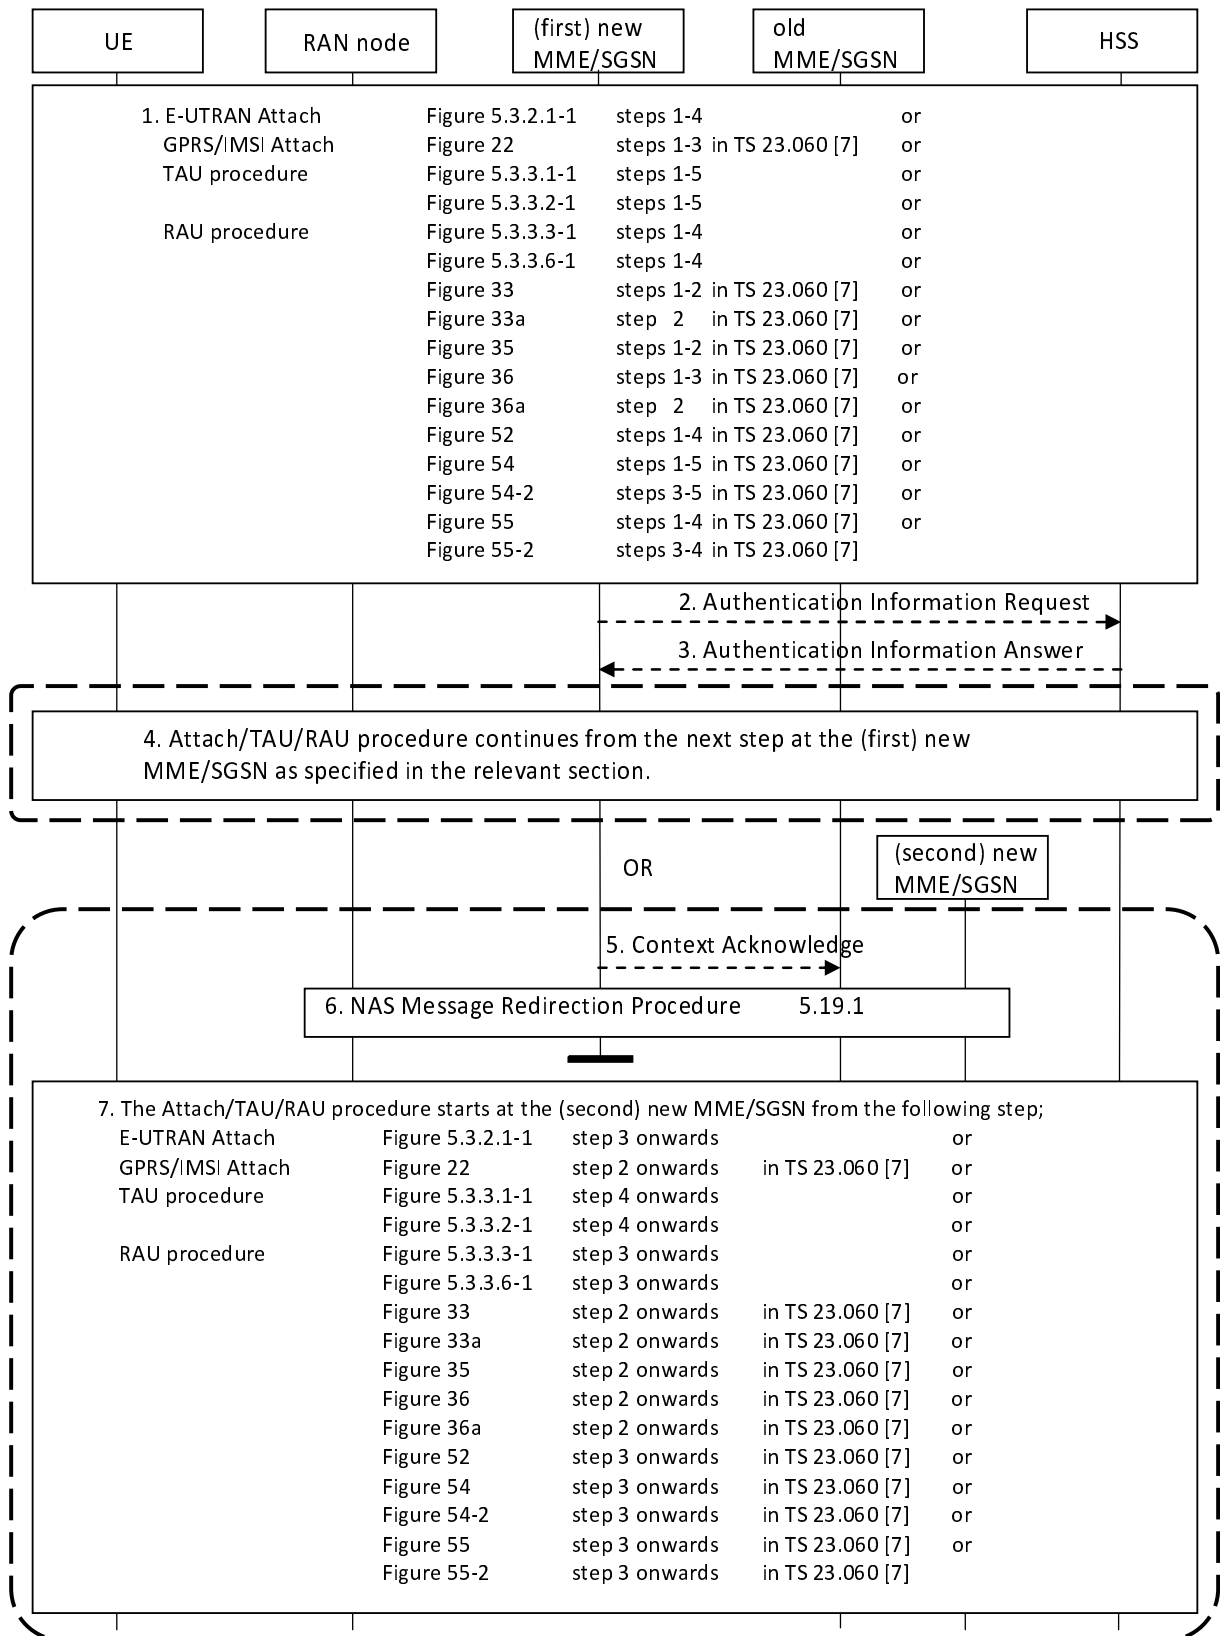 UE
RAN node
(first) new
MME/SGSN
old
MME/SGSN
HSS
1. E-UTRAN Attach Figure 5.3.2.1-1 steps 1-4 or
GPRS/IMSI Attach Figure 22 steps 1-3 in TS 23.060 [7] or
TAU procedure Figure 5.3.3.1-1 steps 1-5 or
Figure 5.3.3.2-1 steps 1-5 or
RAU procedure Figure 5.3.3.3-1 steps 1-4 or
Figure 5.3.3.6-1 steps 1-4 or
Figure 33 steps 1-2 in TS 23.060 [7] or
Figure 33a step 2 in TS 23.060 [7] or
Figure 35 steps 1-2 in TS 23.060 [7] or
Figure 36 steps 1-3 in TS 23.060 [7] or
Figure 36a step 2 in TS 23.060 [7] or
Figure 52 steps 1-4 in TS 23.060 [7] or
Figure 54 steps 1-5 in TS 23.060 [7] or
Figure 54-2 steps 3-5 in TS 23.060 [7] or
Figure 55 steps 1-4 in TS 23.060 [7] or
Figure 55-2 steps 3-4 in TS 23.060 [7]
2. Authentication Information Request
3. Authentication Information Answer
4. Attach/TAU/RAU procedure continues from the next step at the (first) new
MME/SGSN as specified in the relevant section.
OR
(second) new
MME/SGSN
5. Context Acknowledge
6. NAS Message Redirection Procedure 5.19.1
7. The Attach/TAU/RAU procedure starts at the (second) new MME/SGSN from the following step;
E-UTRAN Attach Figure 5.3.2.1-1 step 3 onwards or
GPRS/IMSI Attach Figure 22 step 2 onwards in TS 23.060 [7] or
TAU procedure Figure 5.3.3.1-1 step 4 onwards or
Figure 5.3.3.2-1 step 4 onwards or
RAU procedure Figure 5.3.3.3-1 step 3 onwards or
Figure 5.3.3.6-1 step 3 onwards or
Figure 33 step 2 onwards in TS 23.060 [7] or
Figure 33a step 2 onwards in TS 23.060 [7] or
Figure 35 step 2 onwards in TS 23.060 [7] or
Figure 36 step 2 onwards in TS 23.060 [7] or
Figure 36a step 2 onwards in TS 23.060 [7] or
Figure 52 step 3 onwards in TS 23.060 [7] or
Figure 54 step 3 onwards in TS 23.060 [7] or
Figure 54-2 step 3 onwards in TS 23.060 [7] or
Figure 55 step 3 onwards in TS 23.060 [7] or
Figure 55-2 step 3 onwards in TS 23.060 [7]